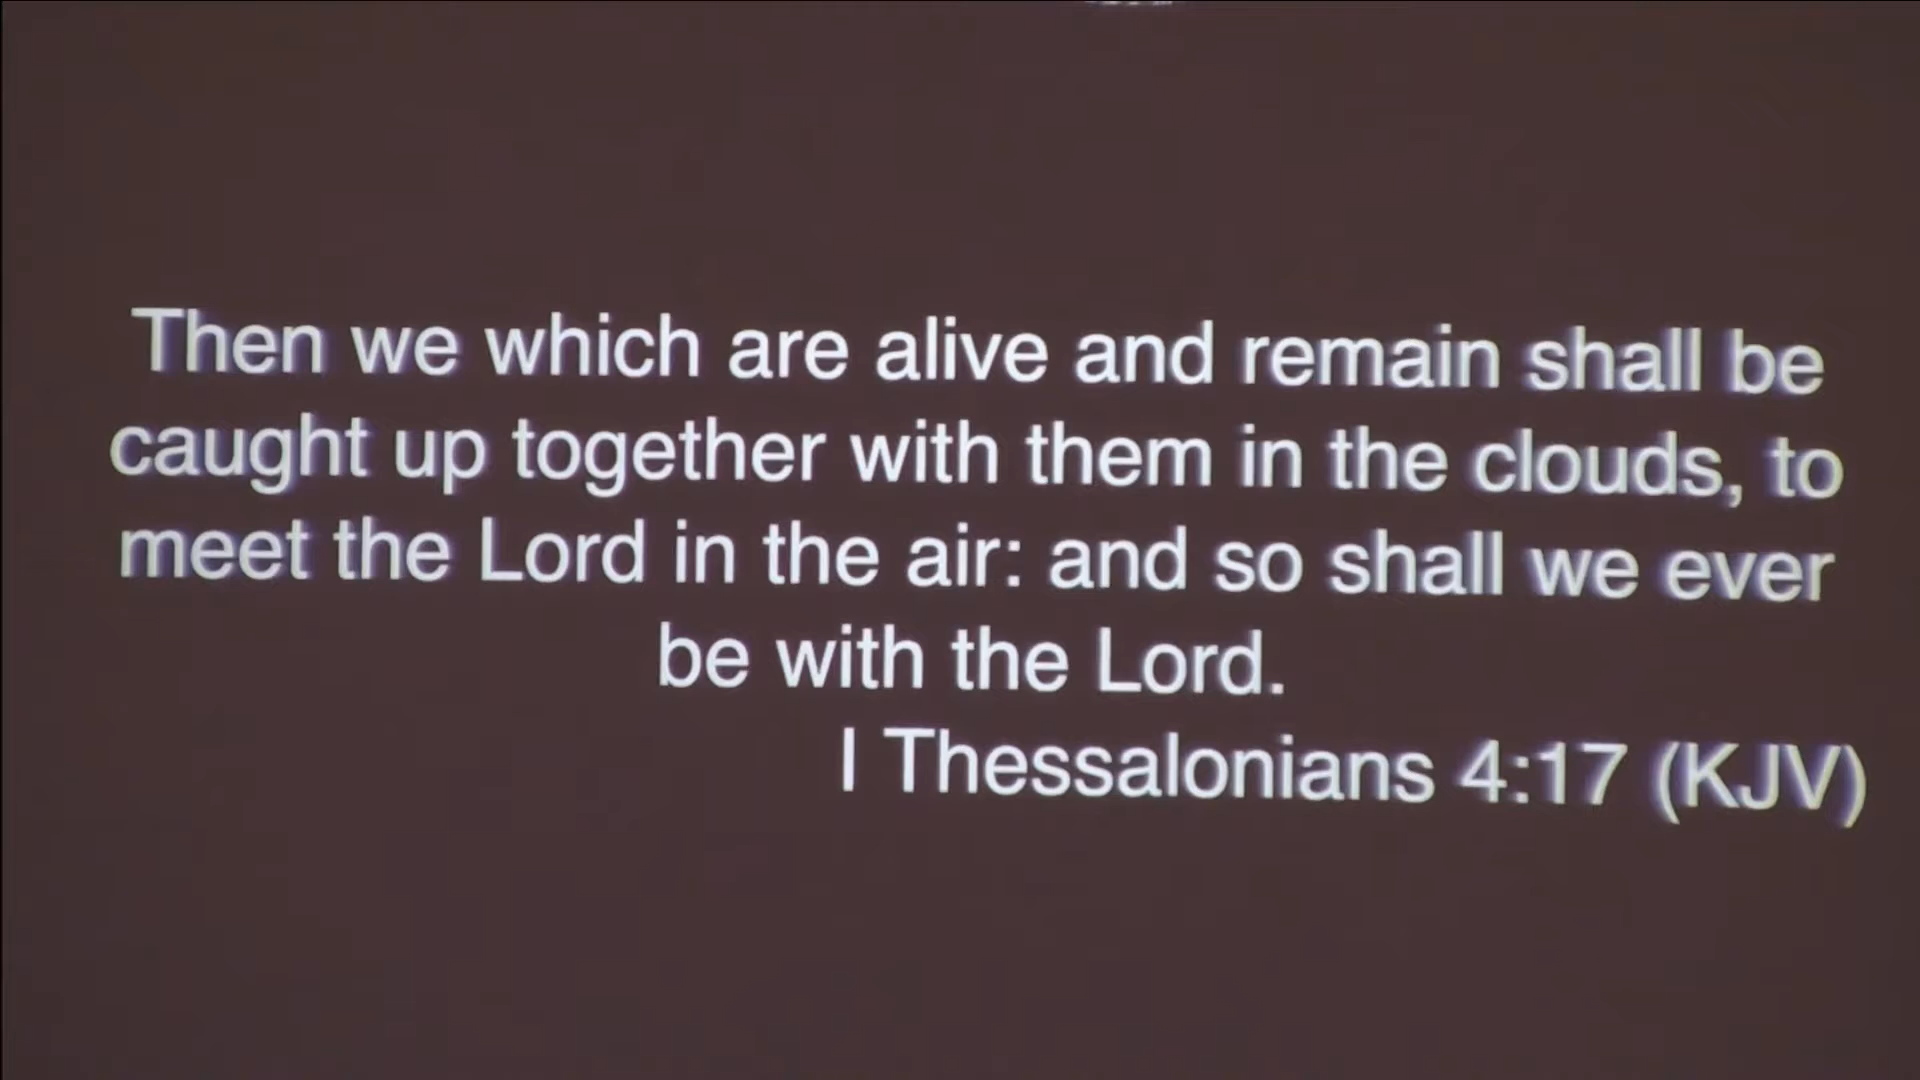 Then we which are alive and remain shall be
caught up together with them in the clouds, to
meet the Lord in the air: and so shall we ever
be with the Lord.
I Thessalonians 4:17 (KJV)